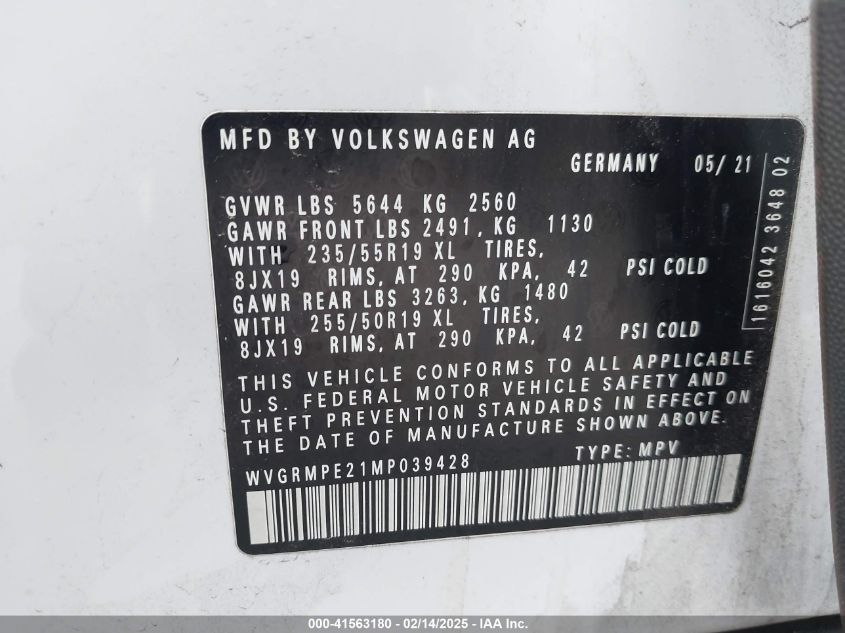 MFD BY VOLKSWAGEN AG
GERMANY 05/ 21
GVWR LBS 5644 KG 2560
GAWR FRONT LBS 2491, KG 1130
WITH 235/55R19 XL TIRES,
8JX19 RIMS, AT 290 KPA, 42 PSI COLD
GAWR REAR LBS 3263, KG 1480
WITH 255/50R19 XL TIRES,
8JX19 RIMS, AT 290 KPA, 42 PSI COLD
THIS VEHICLE CONFORMS TO ALL APPLICABLE
U.S. FEDERAL MOTOR VEHICLE SAFETY AND
THEFT PREVENTION STANDARDS IN EFFECT ON
THE DATE OF MANUFACTURE SHOWN ABOVE.
WVGRMPE21MP039428 TYPE: MPV
1616042 3648 02
000-41563180 - 02/14/2025 - IAA Inc.